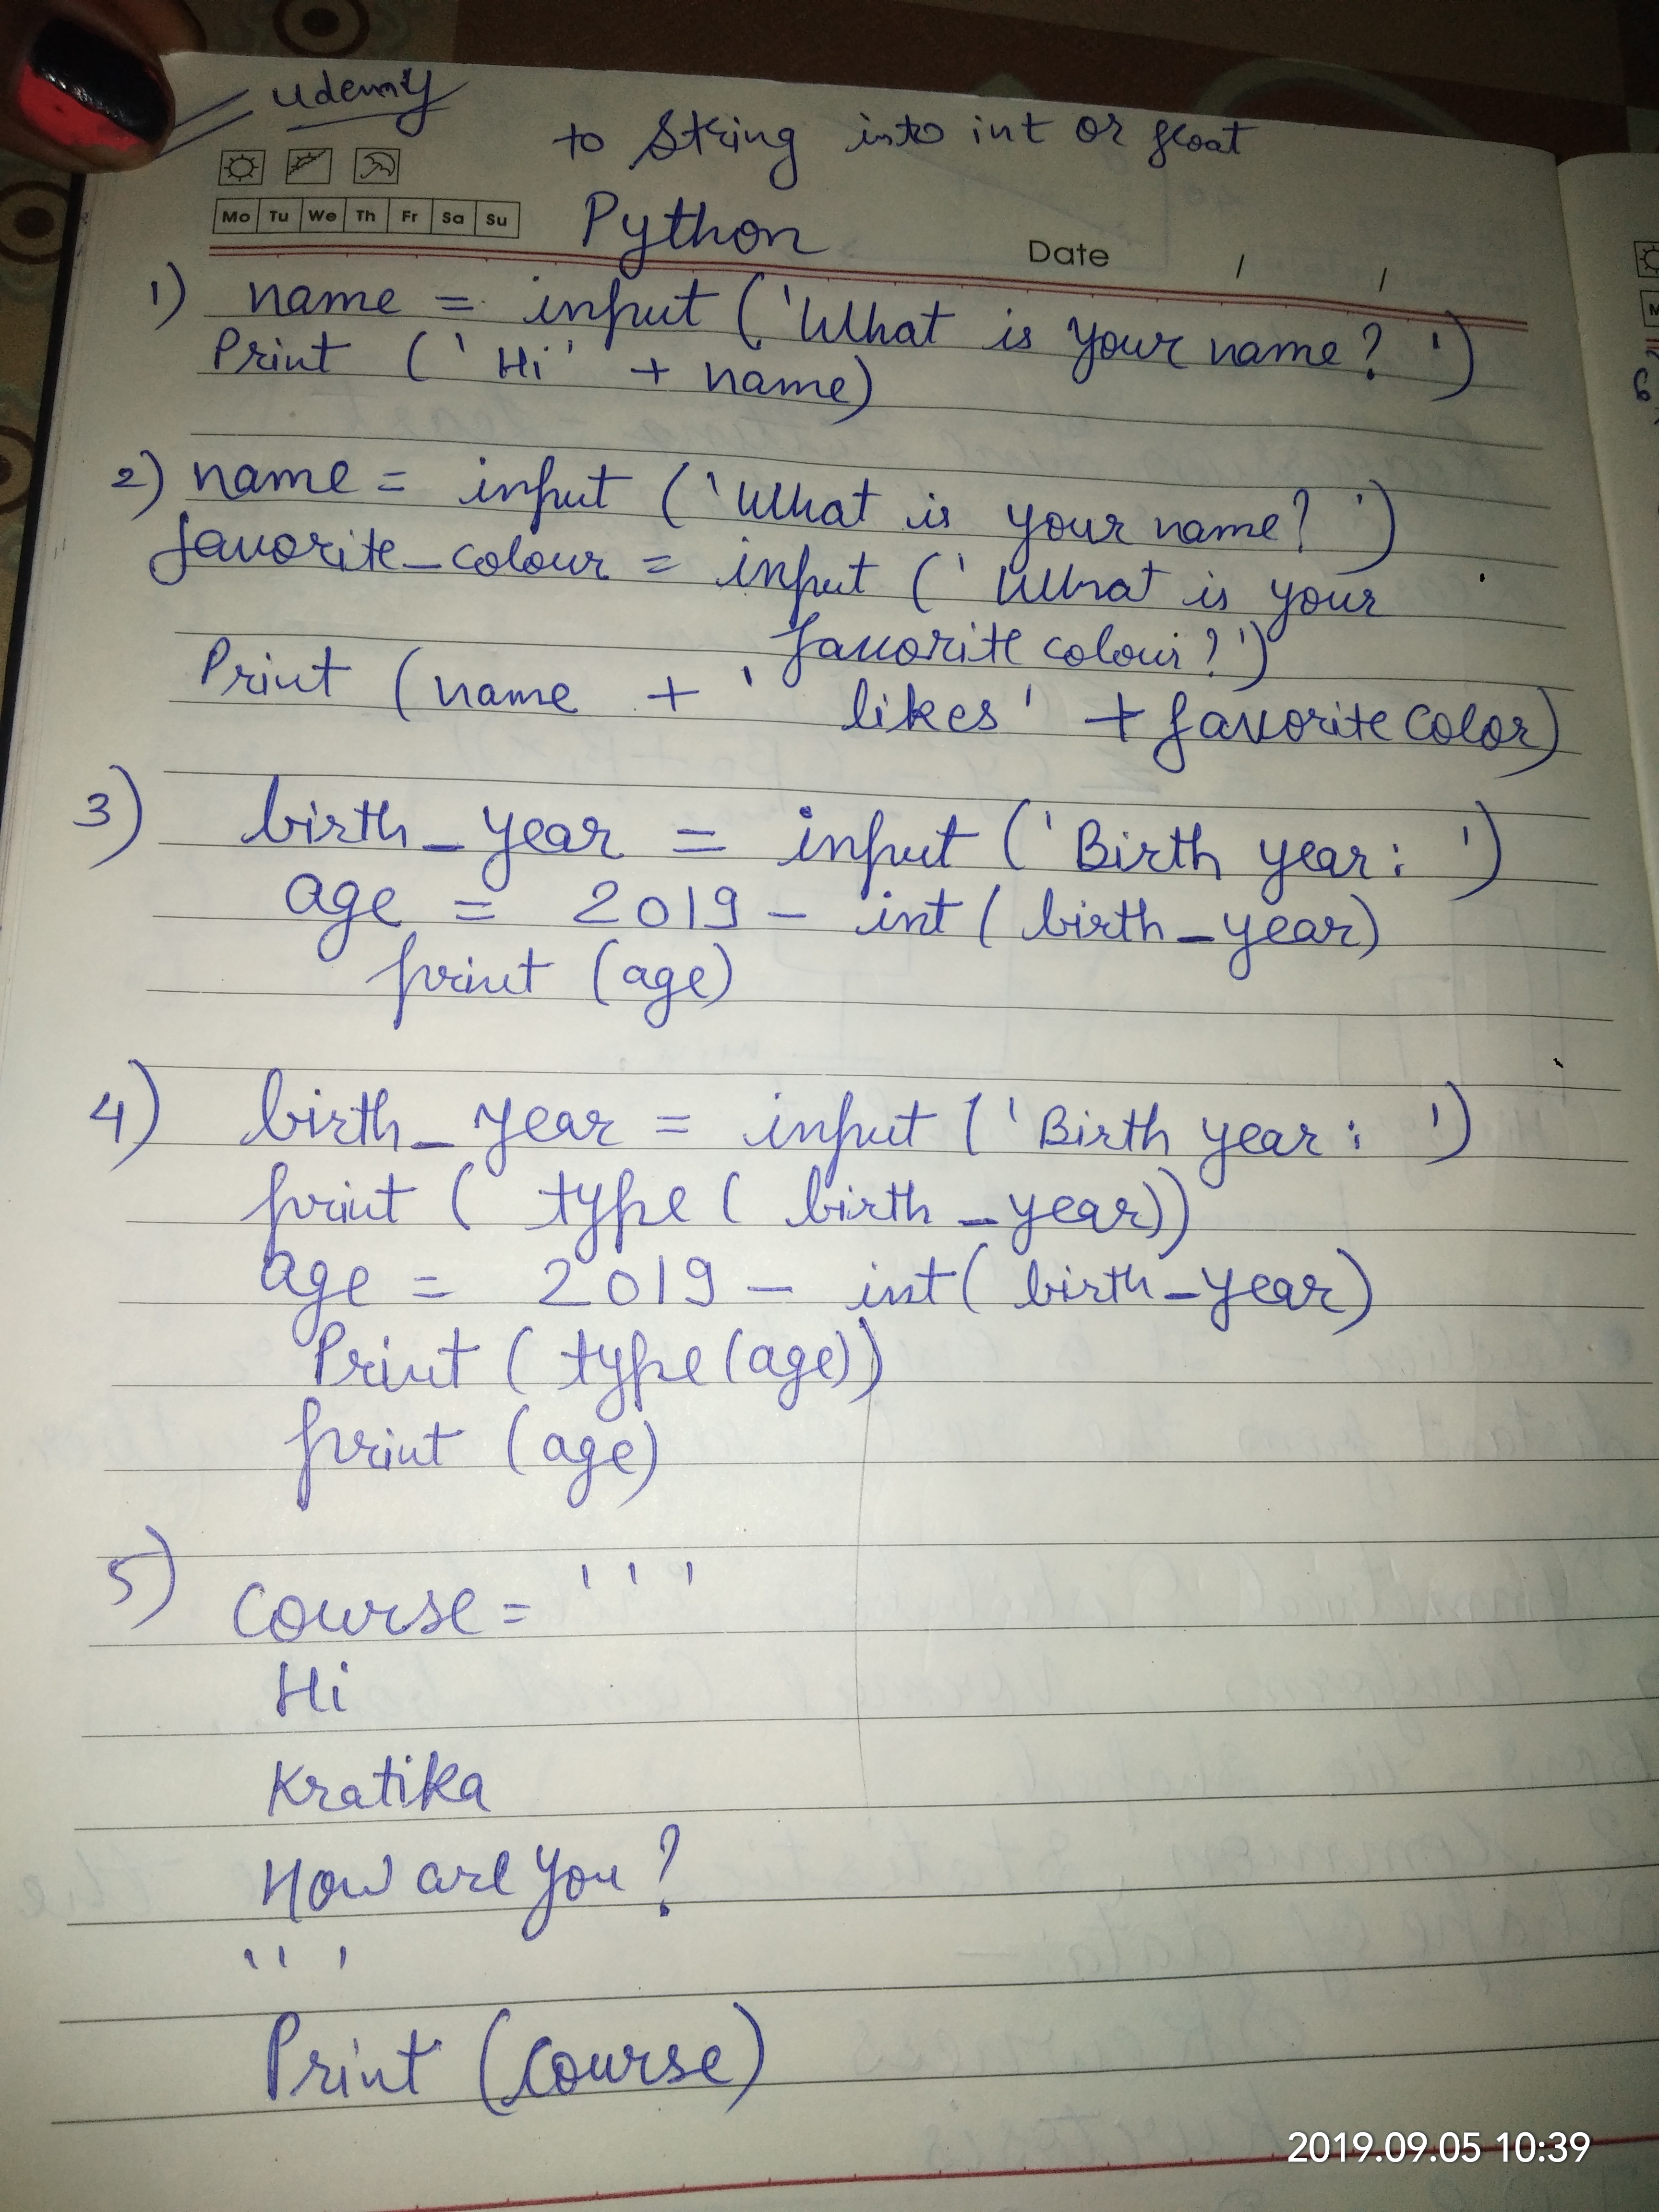 udemy
to String into int or float
Mo Tu We Th Fr Sa Su
Python
Date / /
1) name = input ('What is your name? ')
Print ('Hi' + name)
2) name = input ('What is your name? ')
favorite_colour = input ('What is your
favorite colour?')
Print (name + ' likes' + favorite color)
3) birth_year = input ('Birth year: ')
age = 2019 - int( birth_year)
print (age)
4) birth_year = input ('Birth year: ')
print ( type ( birth_year))
age = 2019 - int( birth_year)
Print ( type (age))
print (age)
5) Course = '''
Hi
Kratika
How are you?
'''
Print (course)
2019.09.05 10:39